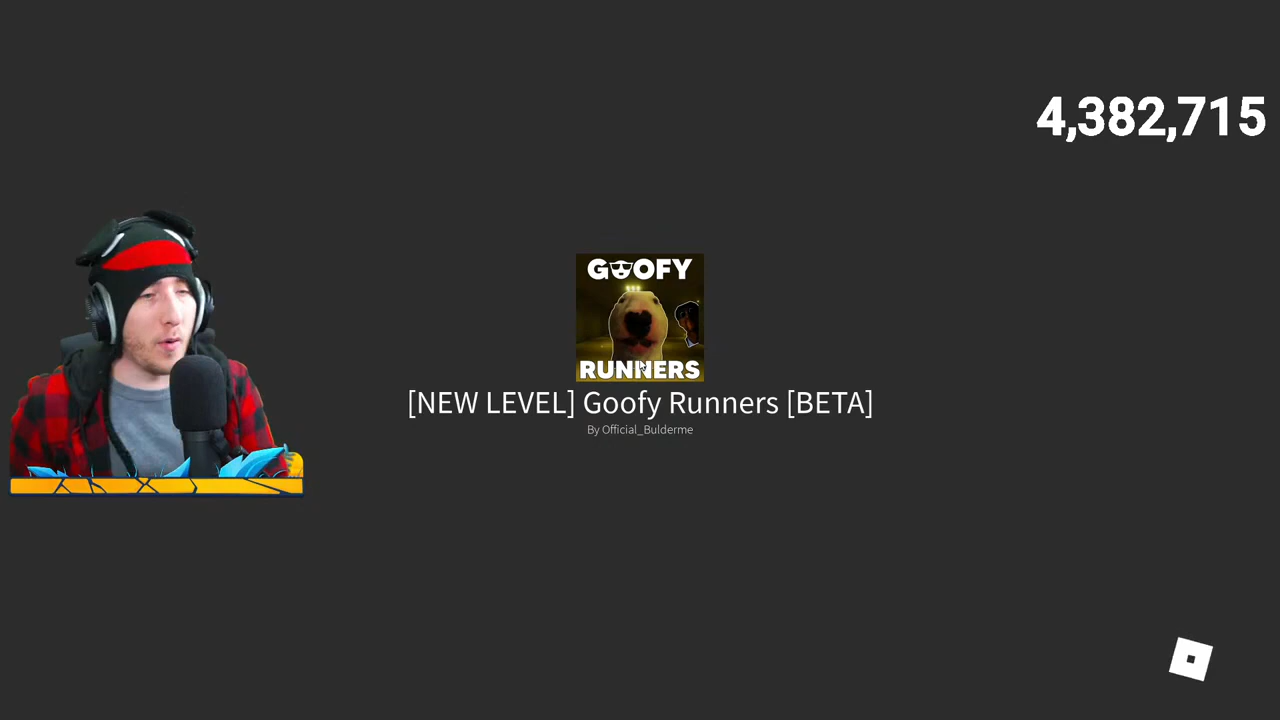 4,382,715
GOOFY
RUNNERS
[NEW LEVEL] Goofy Runners [BETA]
By Official_Bulderme